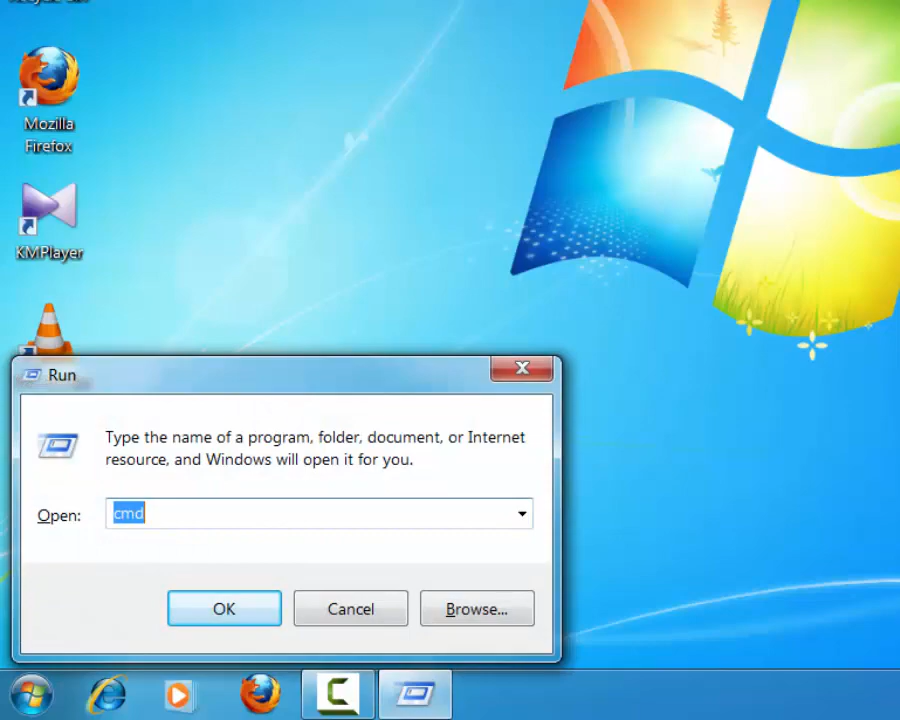 Mozilla
Firefox
KMPlayer
Run
Type the name of a program, folder, document, or Internet
resource, and Windows will open it for you.
Open: cmd
OK Cancel Browse...